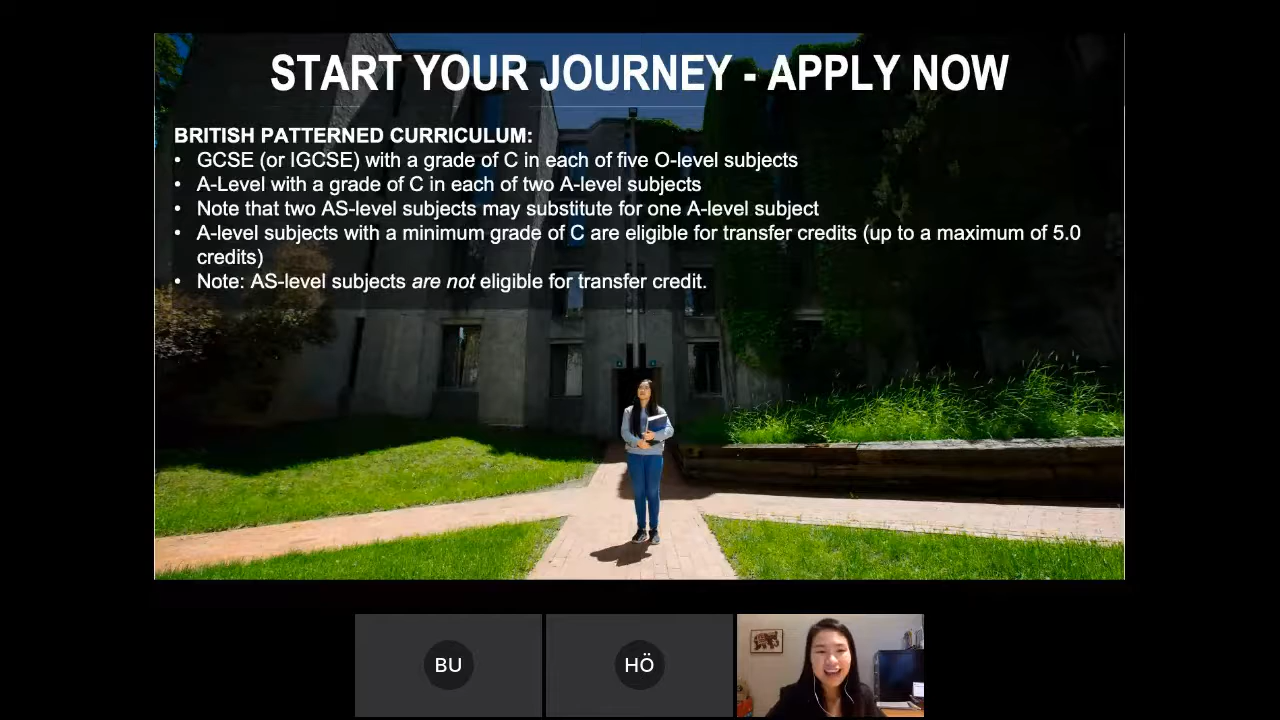 START YOUR JOURNEY - APPLY NOW
BRITISH PATTERNED CURRICULUM:
• GCSE (or IGCSE) with a grade of C in each of five O-level subjects
• A-Level with a grade of C in each of two A-level subjects
• Note that two AS-level subjects may substitute for one A-level subject
• A-level subjects with a minimum grade of C are eligible for transfer credits (up to a maximum of 5.0
credits)
• Note: AS-level subjects are not eligible for transfer credit.
BU
HÖ